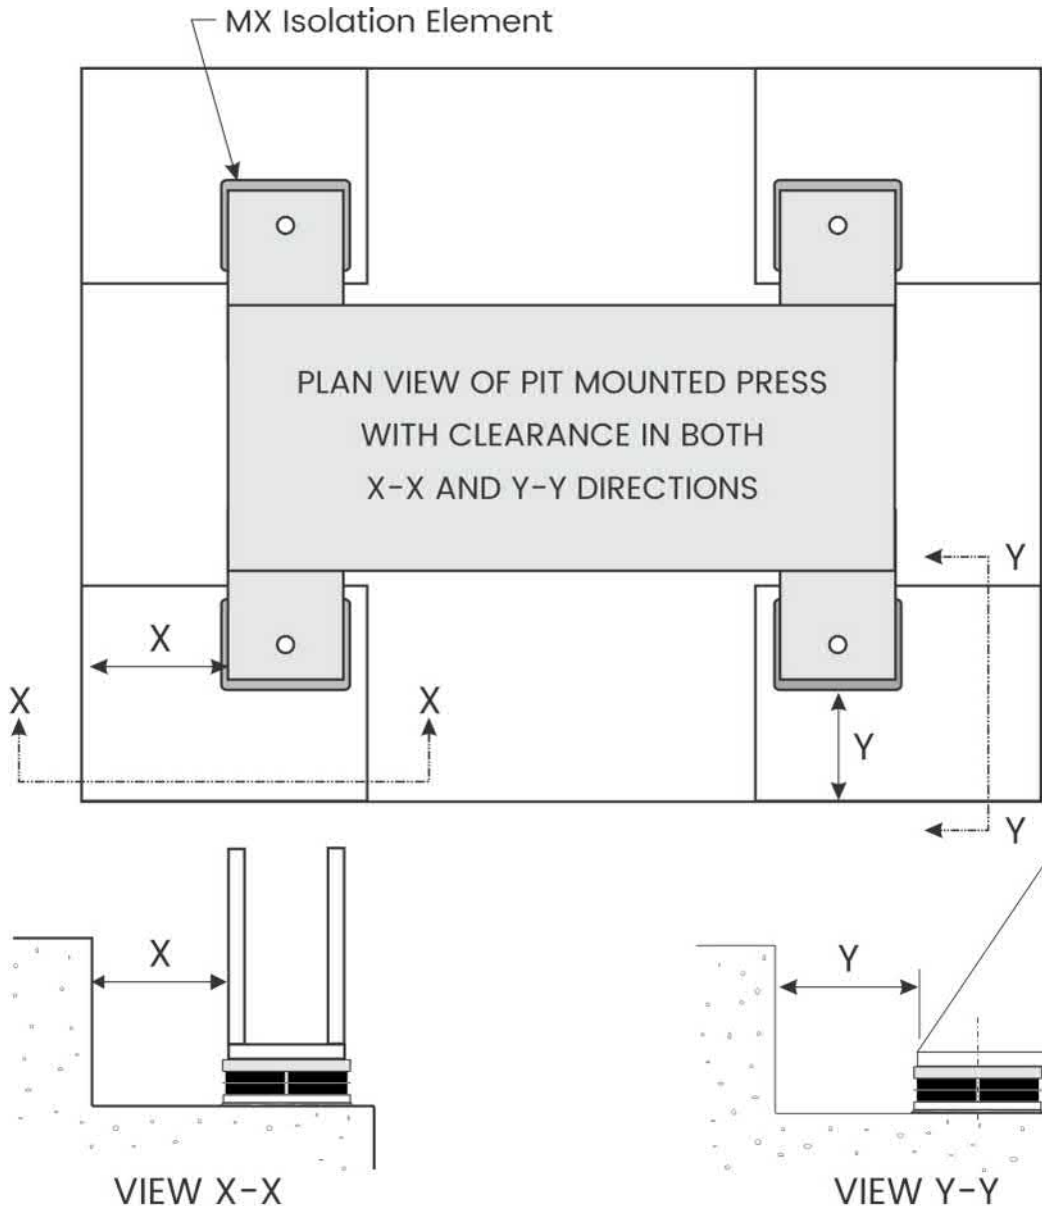 MX Isolation Element
PLAN VIEW OF PIT MOUNTED PRESS
WITH CLEARANCE IN BOTH
X-X AND Y-Y DIRECTIONS
Y
X
X
X
Y
Y
X
Y
VIEW X-X
VIEW Y-Y